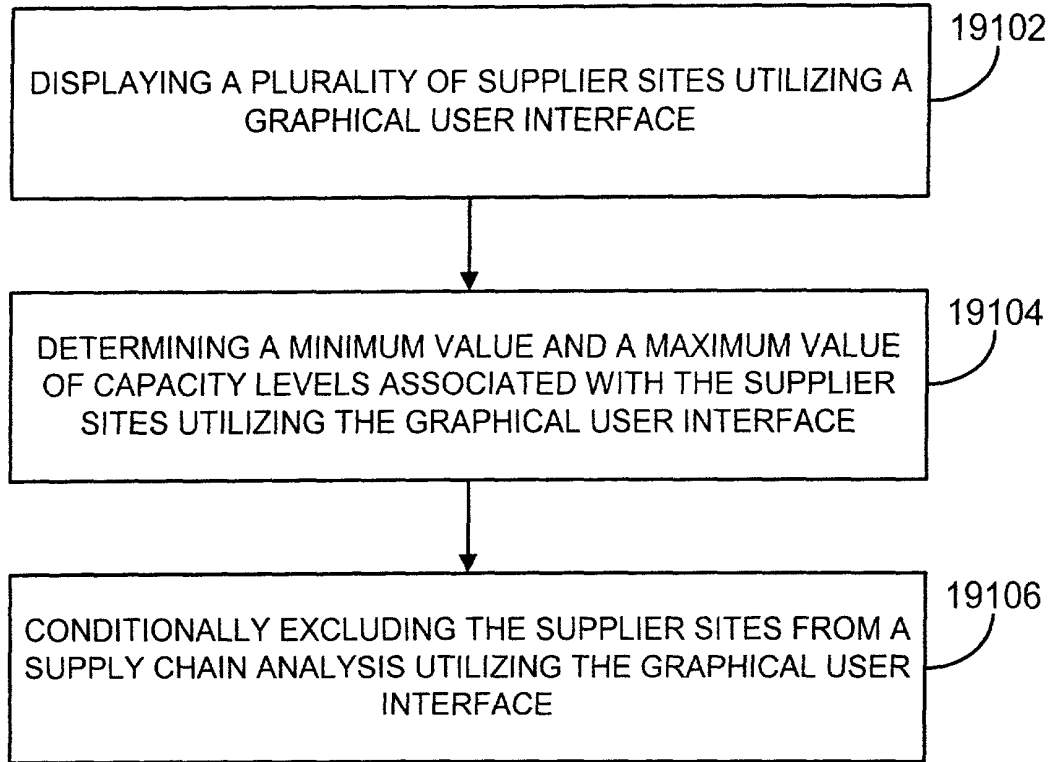 19102
DISPLAYING A PLURALITY OF SUPPLIER SITES UTILIZING A
GRAPHICAL USER INTERFACE
19104
DETERMINING A MINIMUM VALUE AND A MAXIMUM VALUE
OF CAPACITY LEVELS ASSOCIATED WITH THE SUPPLIER
SITES UTILIZING THE GRAPHICAL USER INTERFACE
19106
CONDITIONALLY EXCLUDING THE SUPPLIER SITES FROM A
SUPPLY CHAIN ANALYSIS UTILIZING THE GRAPHICAL USER
INTERFACE